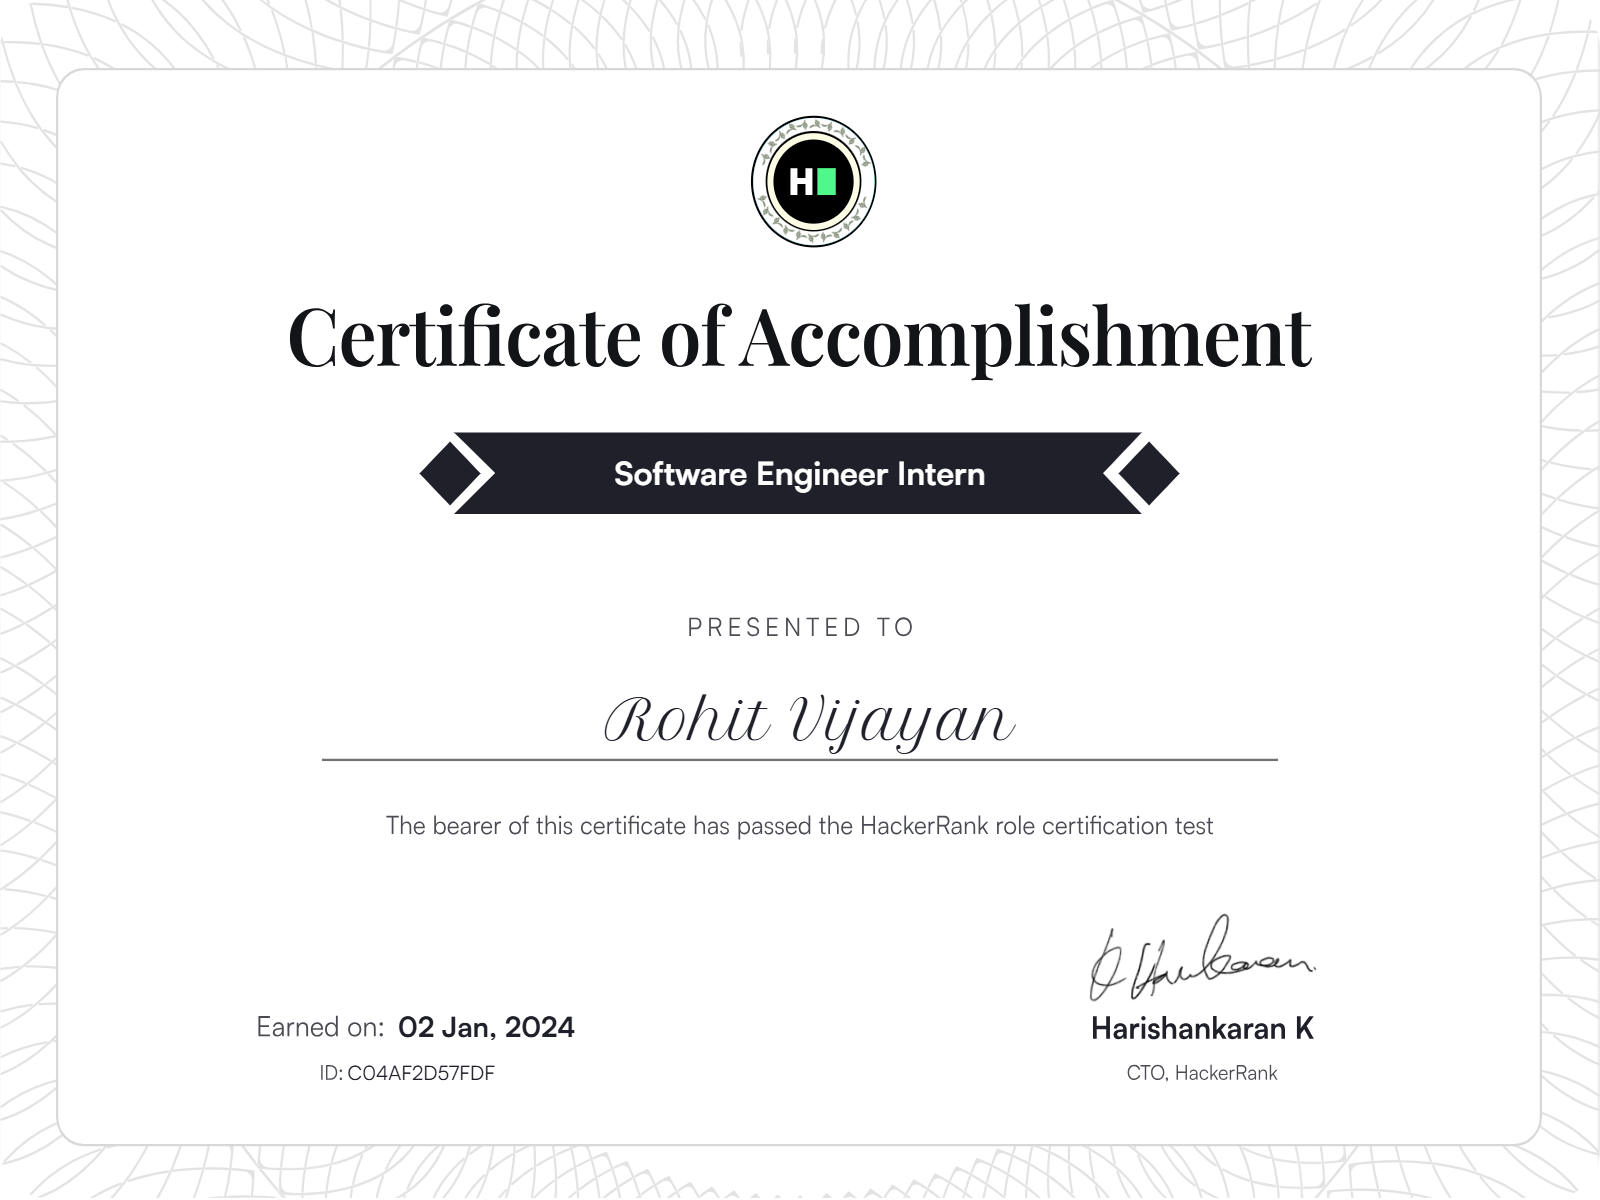 H
Certificate of Accomplishment
Software Engineer Intern
PRESENTED TO
Rohit Vijayan
The bearer of this certificate has passed the HackerRank role certification test
Earned on: 02 Jan, 2024
ID: C04AF2D57FDF
Harishankaran K
CTO, HackerRank